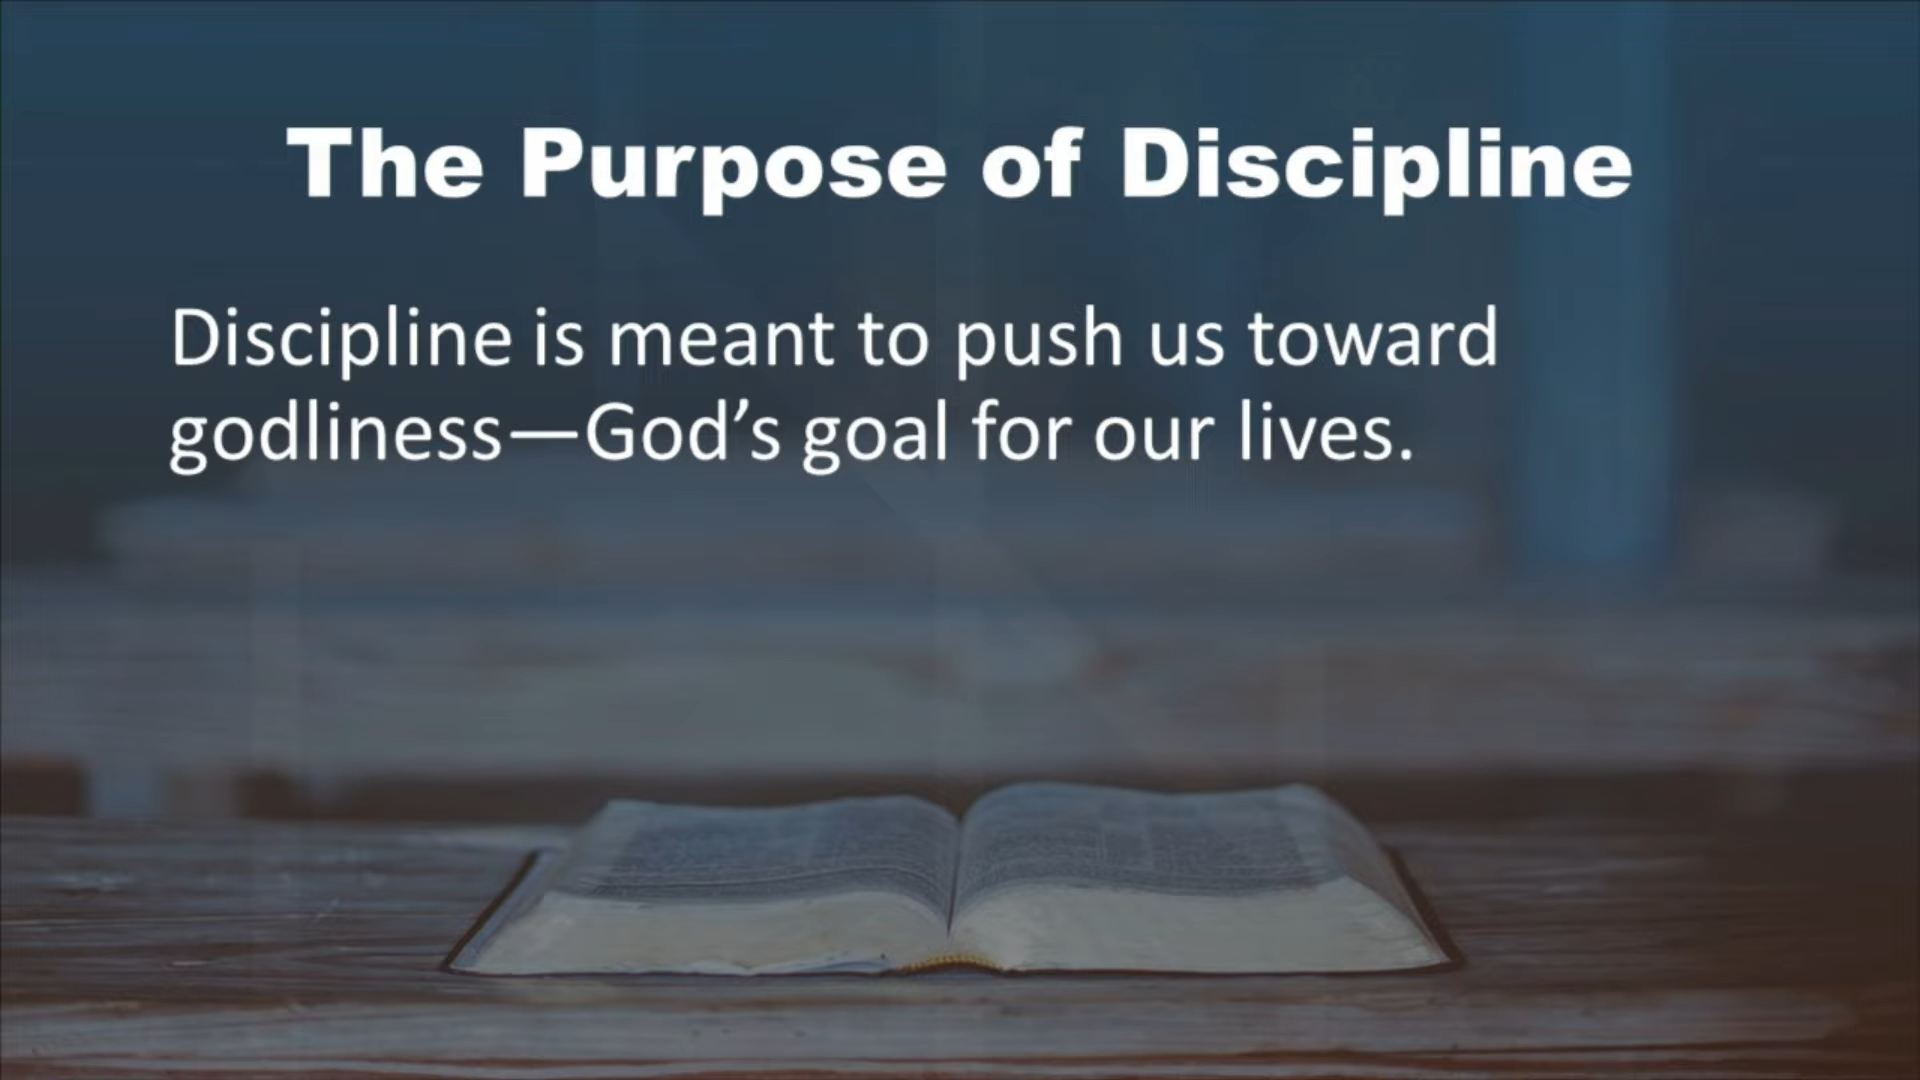 The Purpose of Discipline
Discipline is meant to push us toward
godliness—God’s goal for our lives.